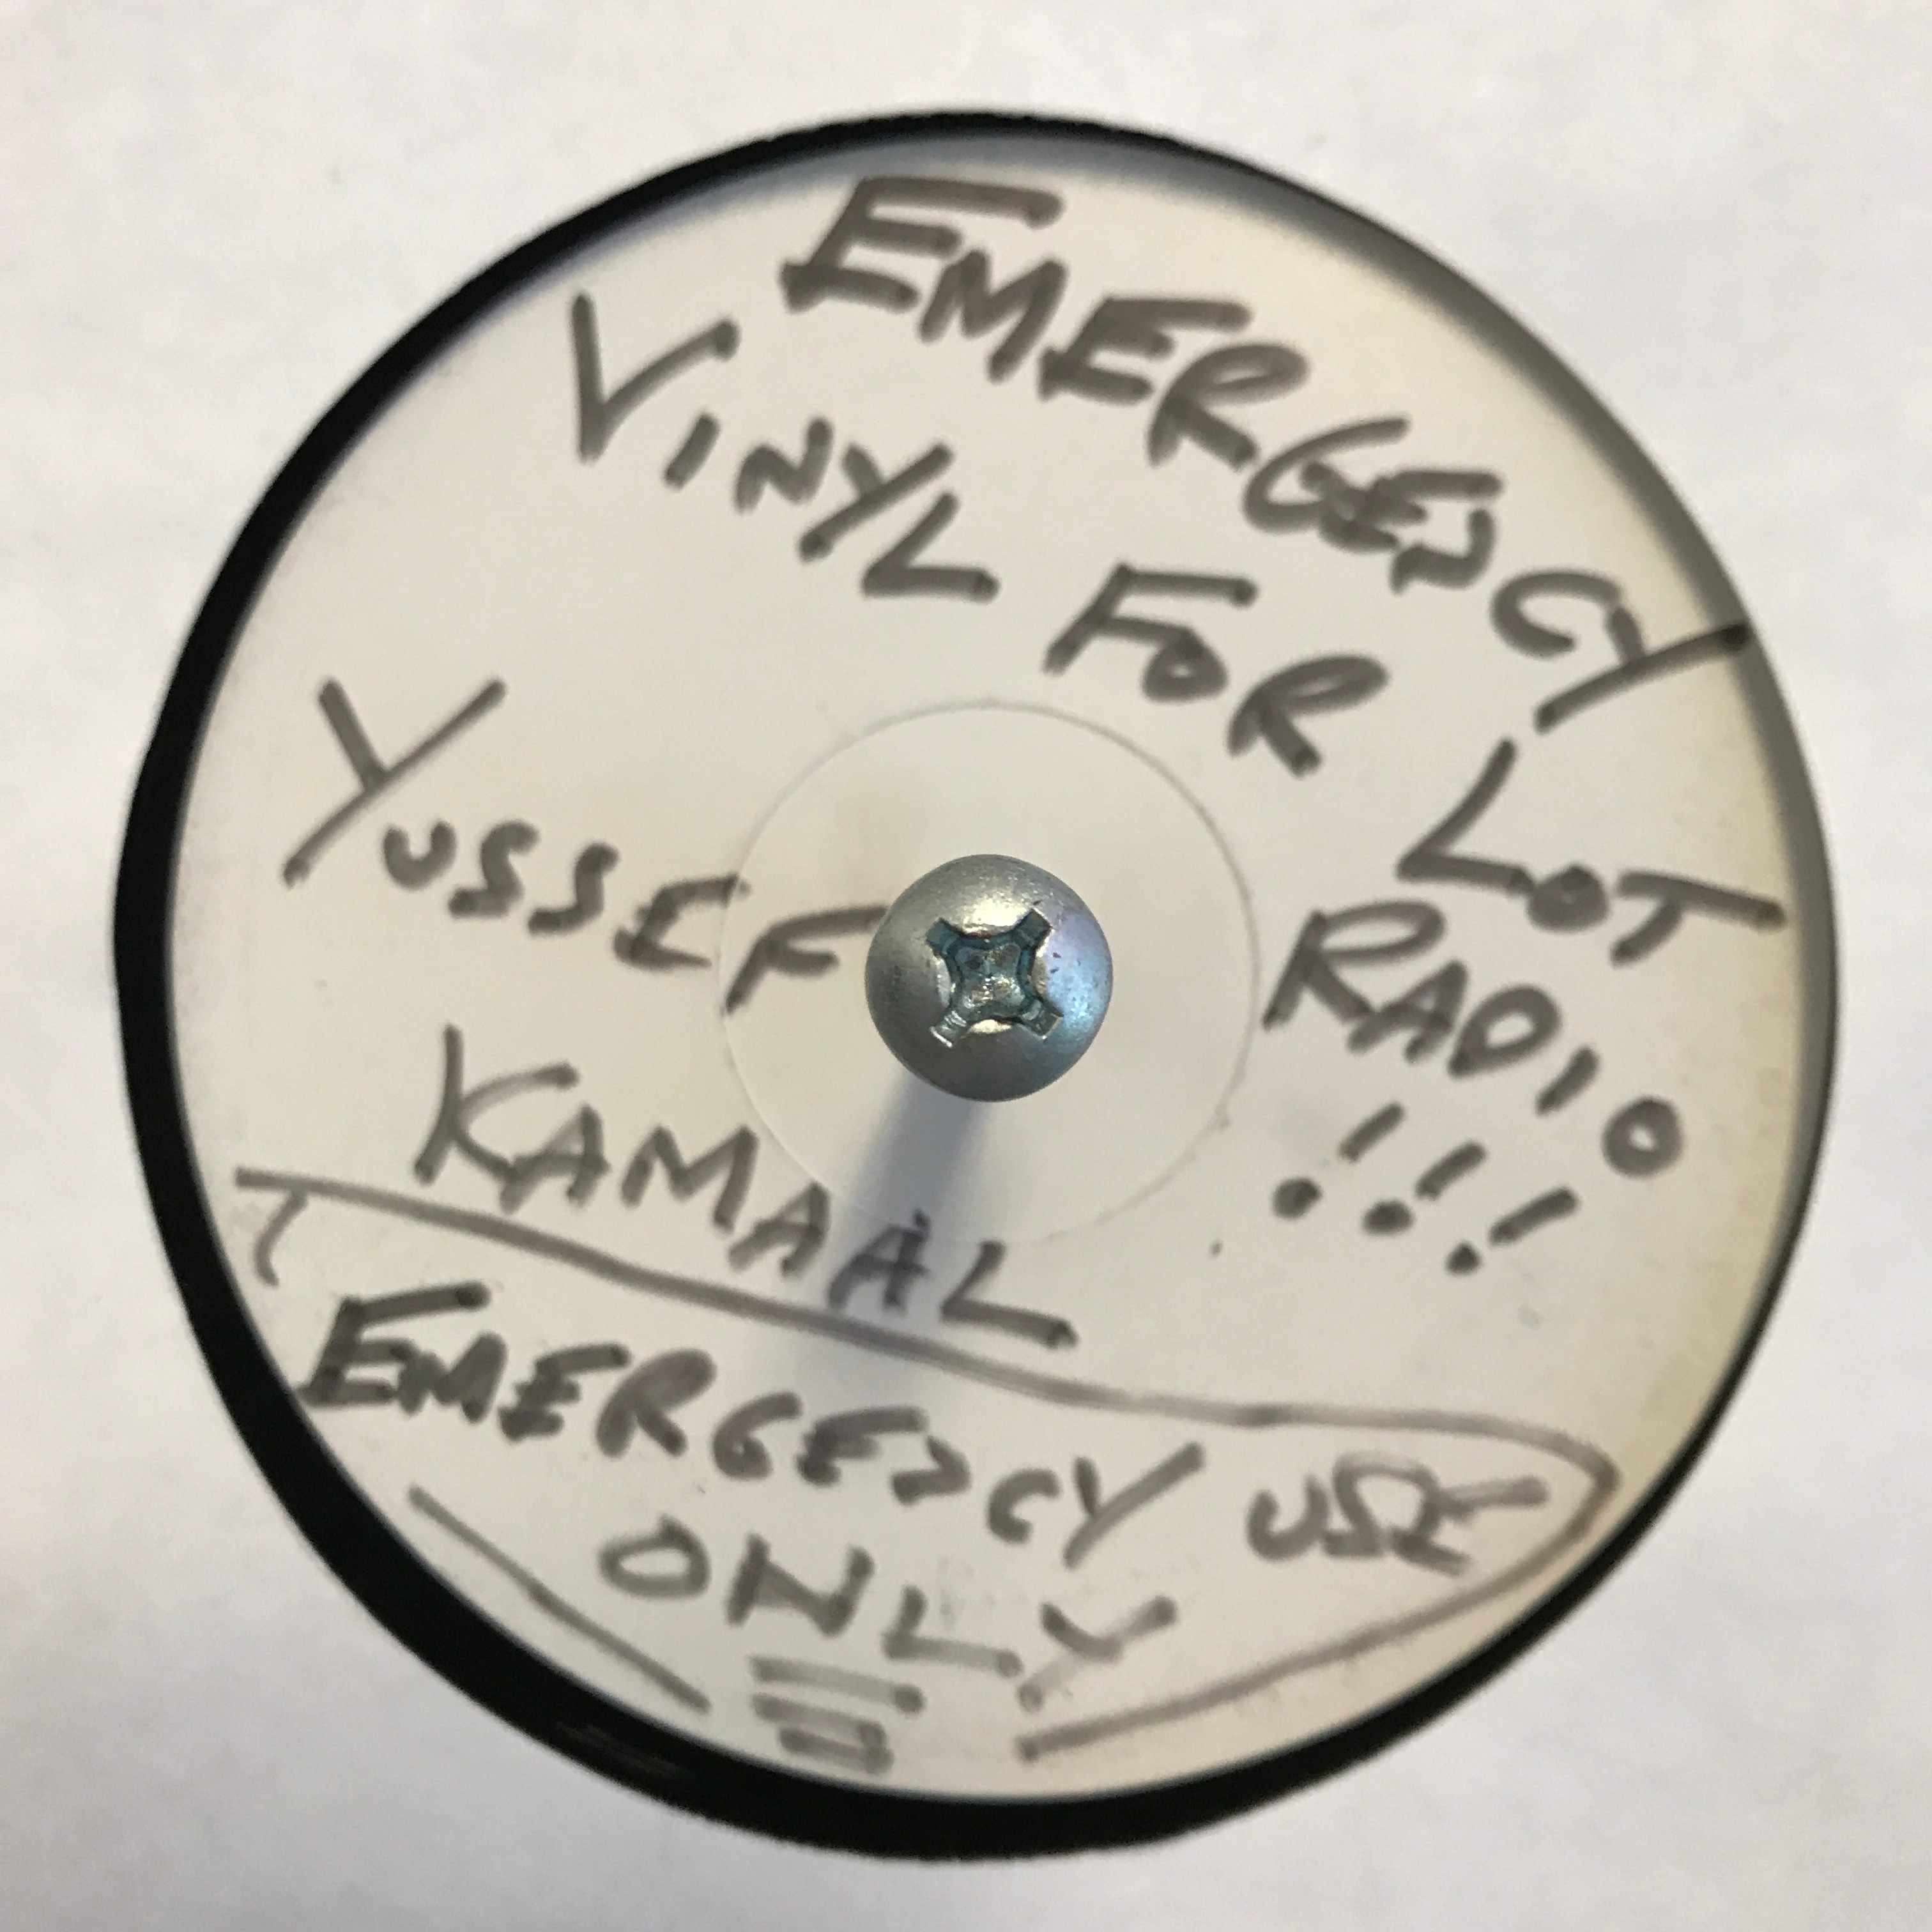 EMERGENCY
VINYL FOR LOT
RADIO
!!!
YUSSEF
KAMAAL
EMERGENCY USE
ONLY